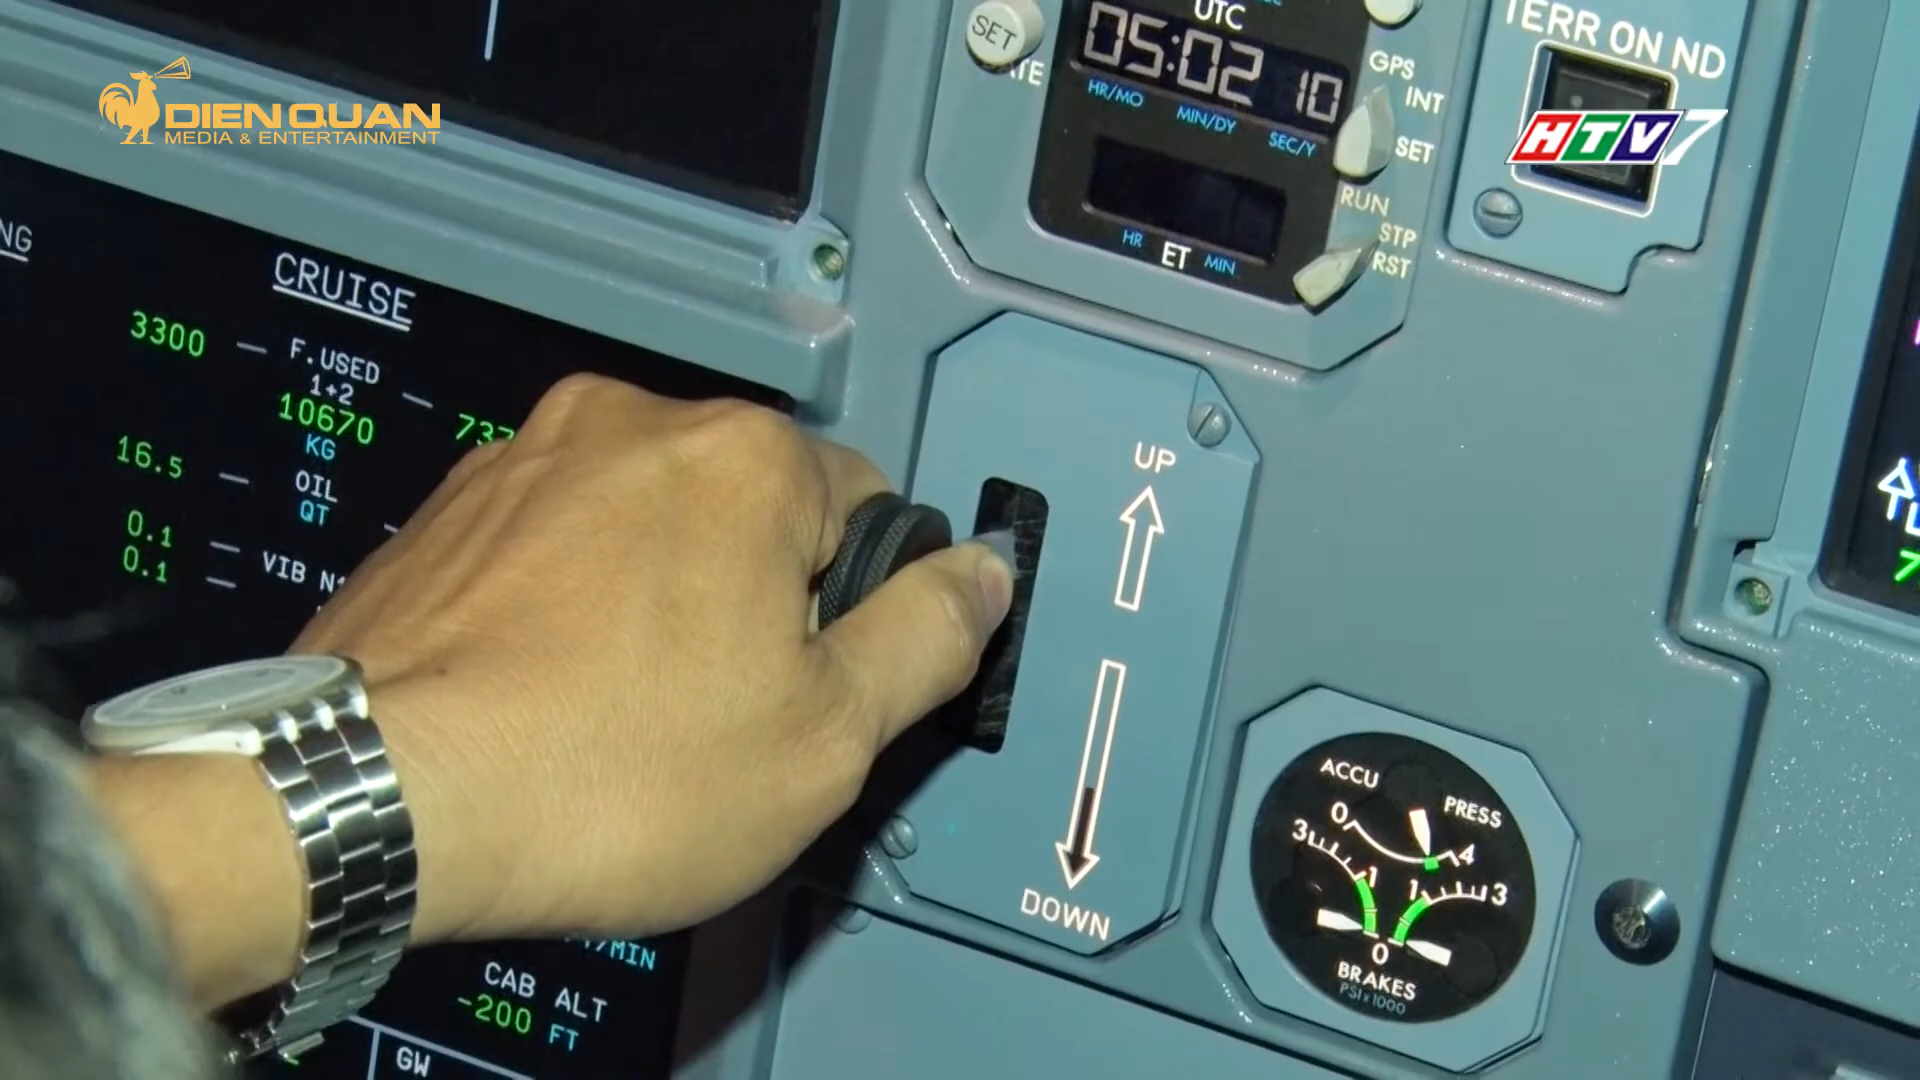 DIEN QUAN
MEDIA & ENTERTAINMENT
HTV7
SET
UTC
05:02 10
HR/MO
MIN/DY
SEC/Y
GPS
INT
SET
RUN
STP
RST
HR
ET
MIN
TERR ON ND
CRUISE
3300
F.USED
1+2
10670
KG
16.5
OIL
QT
0.1
0.1
VIB
CAB ALT
-200 FT
GW
UP
DOWN
ACCU
PRESS
0
4
3
1
1
3
0
BRAKES
PSI x 1000